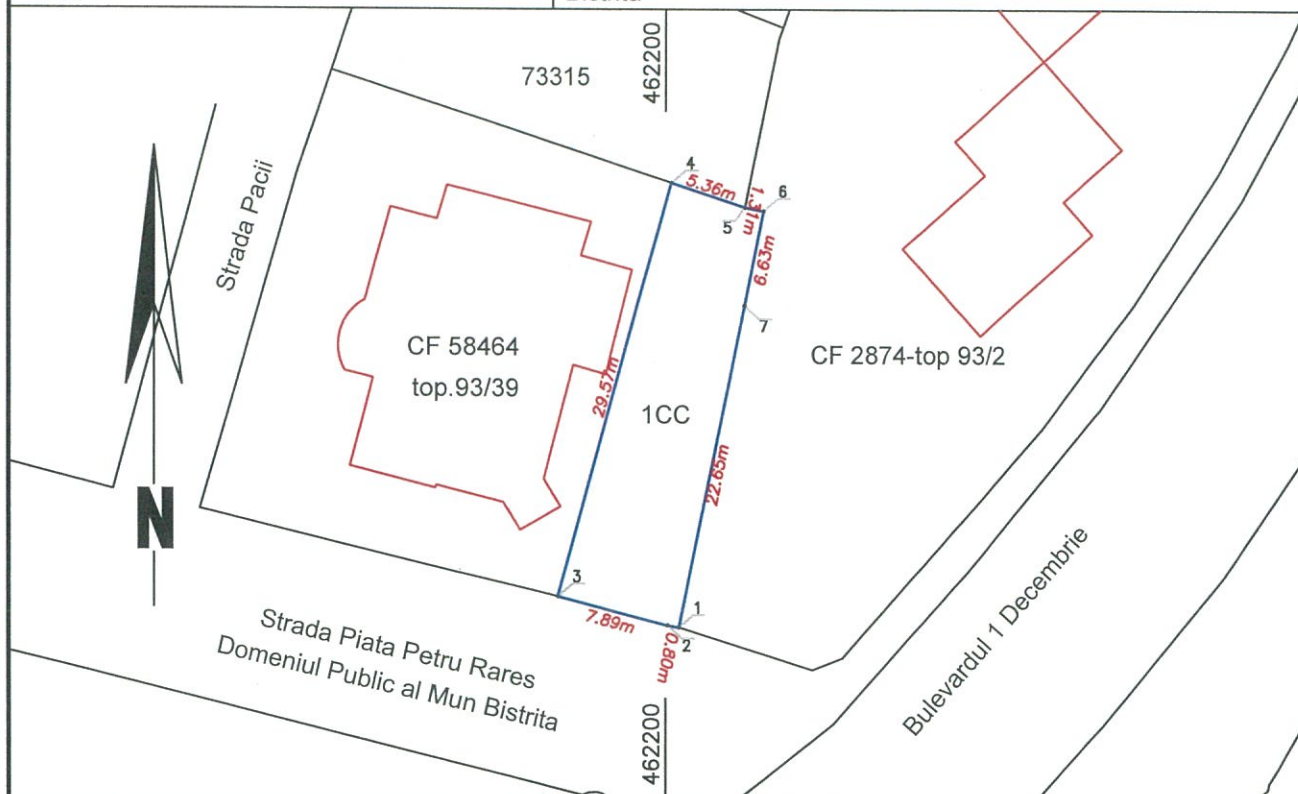 73315
462200
4
5.36m
1.31m
6
5
6.63m
Strada Pacii
7
CF 58464
top.93/39
CF 2874-top 93/2
29.57m
1CC
22.65m
N
3
1
7.89m
2
0.80m
Strada Piata Petru Rares
Domeniul Public al Mun Bistrita
Bulevardul 1 Decembrie
462200